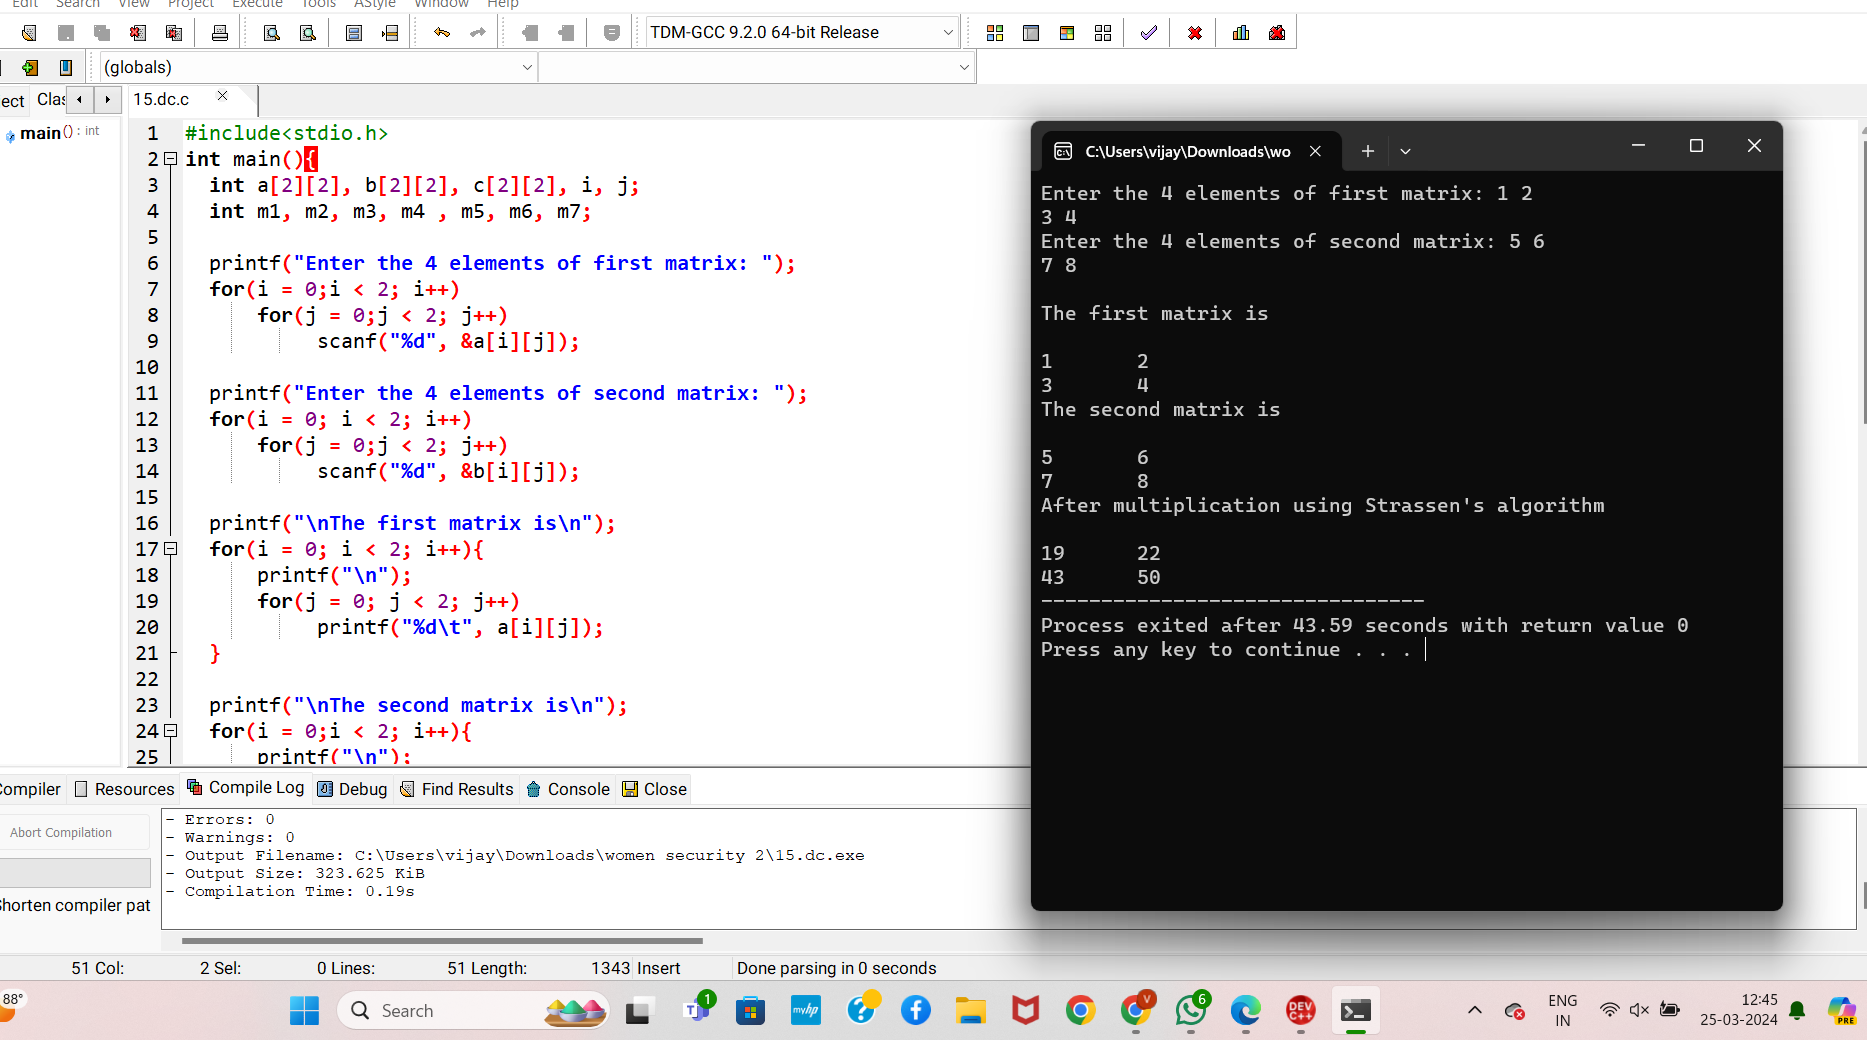 Edit Search View Project Execute Tools AStyle Window Help
TDM-GCC 9.2.0 64-bit Release
(globals)
ect Clas 15.dc.c
main() : int
1 #include<stdio.h>
2 int main(){
3 int a[2][2], b[2][2], c[2][2], i, j;
4 int m1, m2, m3, m4 , m5, m6, m7;
5
6 printf("Enter the 4 elements of first matrix: ");
7 for(i = 0;i < 2; i++)
8 for(j = 0;j < 2; j++)
9 scanf("%d", &a[i][j]);
10
11 printf("Enter the 4 elements of second matrix: ");
12 for(i = 0; i < 2; i++)
13 for(j = 0;j < 2; j++)
14 scanf("%d", &b[i][j]);
15
16 printf("\nThe first matrix is\n");
17 for(i = 0; i < 2; i++){
18 printf("\n");
19 for(j = 0; j < 2; j++)
20 printf("%d\t", a[i][j]);
21 }
22
23 printf("\nThe second matrix is\n");
24 for(i = 0;i < 2; i++){
25 printf("\n");
C:\Users\vijay\Downloads\wo
Enter the 4 elements of first matrix: 1 2
3 4
Enter the 4 elements of second matrix: 5 6
7 8
The first matrix is
1 2
3 4
The second matrix is
5 6
7 8
After multiplication using Strassen's algorithm
19 22
43 50
--------------------------------
Process exited after 43.59 seconds with return value 0
Press any key to continue . . .
Compiler Resources Compile Log Debug Find Results Console Close
Abort Compilation
Shorten compiler pat
- Errors: 0
- Warnings: 0
- Output Filename: C:\Users\vijay\Downloads\women security 2\15.dc.exe
- Output Size: 323.625 KiB
- Compilation Time: 0.19s
51 Col: 2 Sel: 0 Lines: 51 Length: 1343 Insert Done parsing in 0 seconds
88°
Search
1
myhp
V
6
DEV C++
ENG
IN
12:45
25-03-2024
PRE